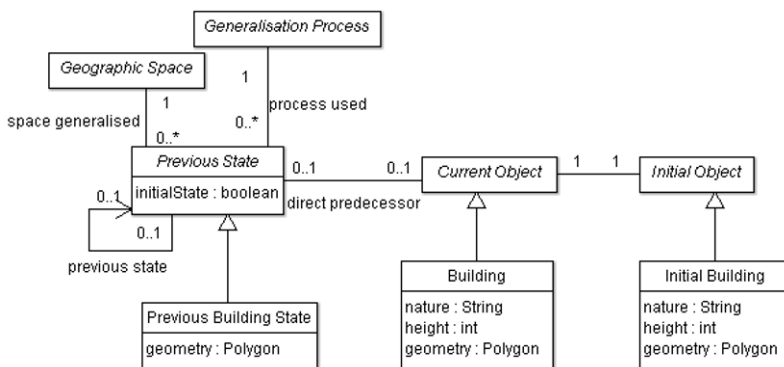 Generalisation Process
Geographic Space
1
1
space generalised
process used
0..*
0..*
Previous State
initialState : boolean
0..1
0..1
direct predecessor
Current Object
1
1
Initial Object
0..1
0..1
previous state
Previous Building State
geometry : Polygon
Building
nature : String
height : int
geometry : Polygon
Initial Building
nature : String
height : int
geometry : Polygon